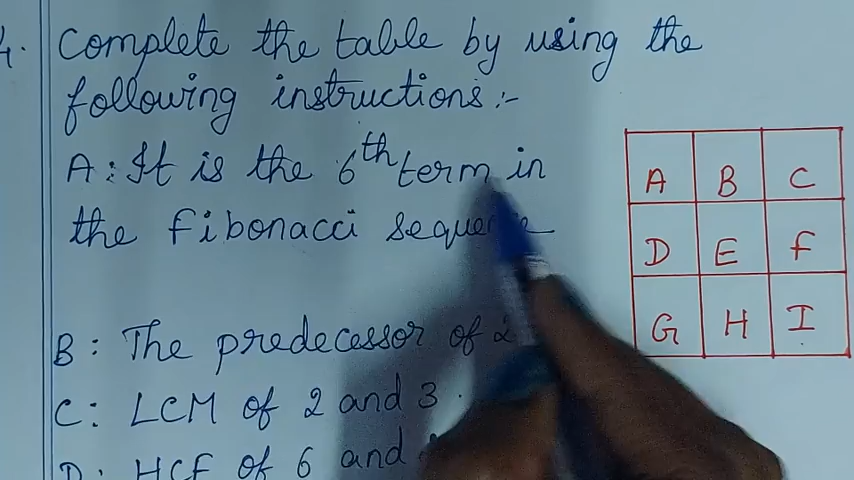 4. Complete the table by using the
following instructions :-
A : It is the 6th term in
the fibonacci
B : The predecessor of 2
C : LCM of 2 and 3 .
D : HCF of 6 and
A B C
D E F
G H I